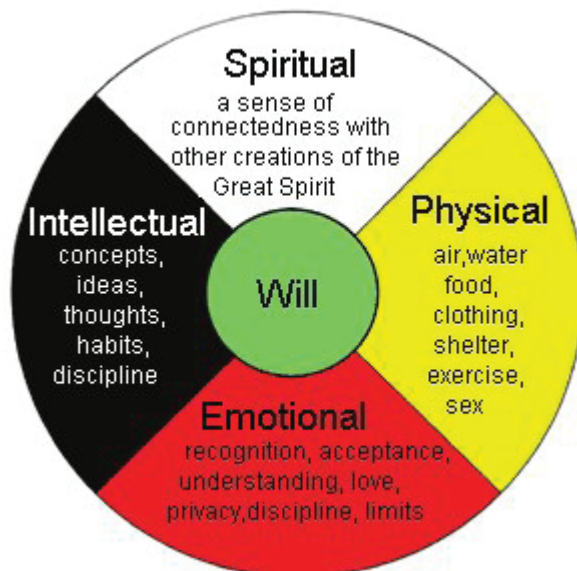 Spiritual
a sense of
connectedness with
other creations of the
Great Spirit
Intellectual
concepts,
ideas,
thoughts,
habits,
discipline
Will
Physical
air,water
food,
clothing,
shelter,
exercise,
sex
Emotional
recognition, acceptance,
understanding, love,
privacy,discipline, limits